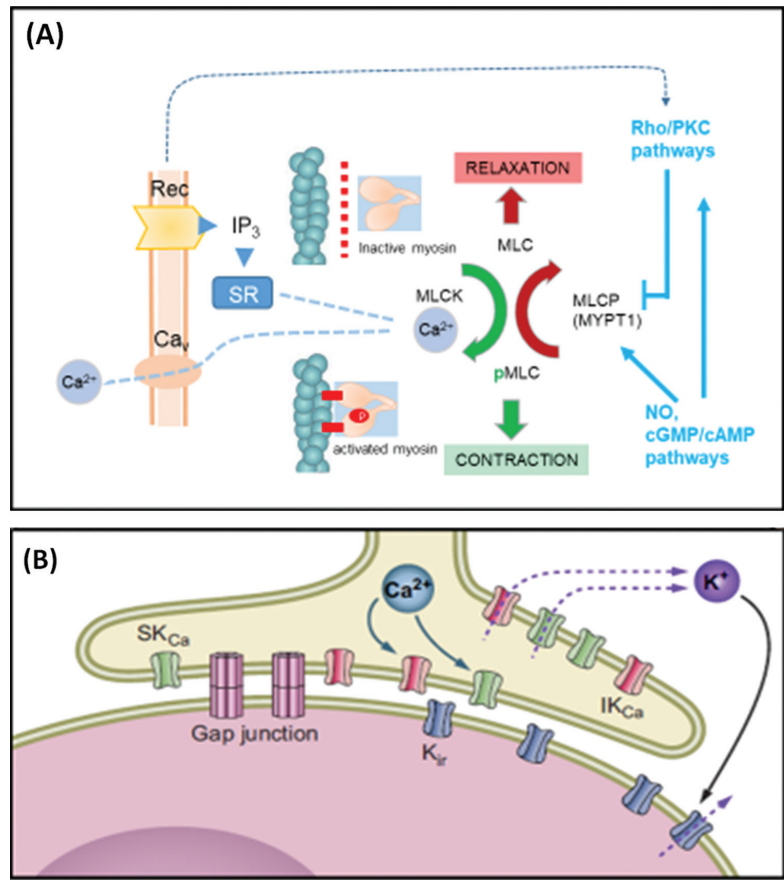 (A)
Rho/PKC
pathways
Rec
RELAXATION
IP3
Inactive myosin
MLC
SR
MLCK
MLCP
(MYPT1)
Ca2+
Cav
Ca2+
pMLC
P
NO,
cGMP/cAMP
pathways
activated myosin
CONTRACTION
(B)
Ca2+
K+
SKCa
IKCa
Gap junction
Kir